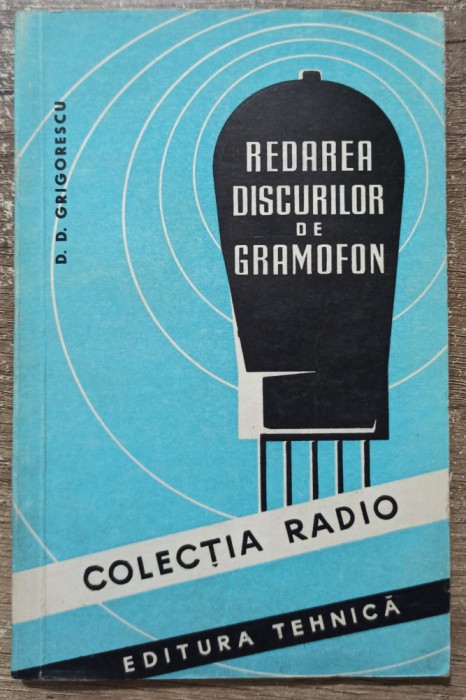 D. D. GRIGORESCU
REDAREA
DISCURILOR
DE
GRAMOFON
COLECȚIA RADIO
EDITURA TEHNICĂ